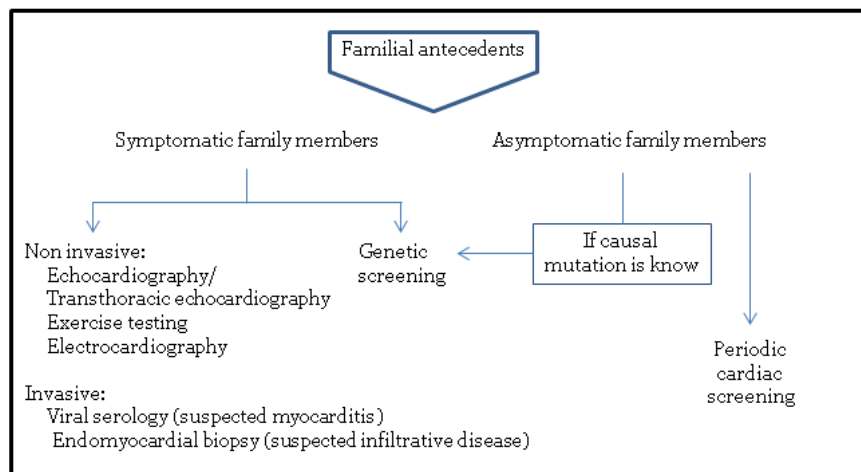 Familial antecedents
Symptomatic family members
Asymptomatic family members
Non invasive:
Echocardiography/
Transthoracic echocardiography
Exercise testing
Electrocardiography
Genetic
screening
If causal
mutation is know
Periodic
cardiac
screening
Invasive:
Viral serology (suspected myocarditis)
Endomyocardial biopsy (suspected infiltrative disease)